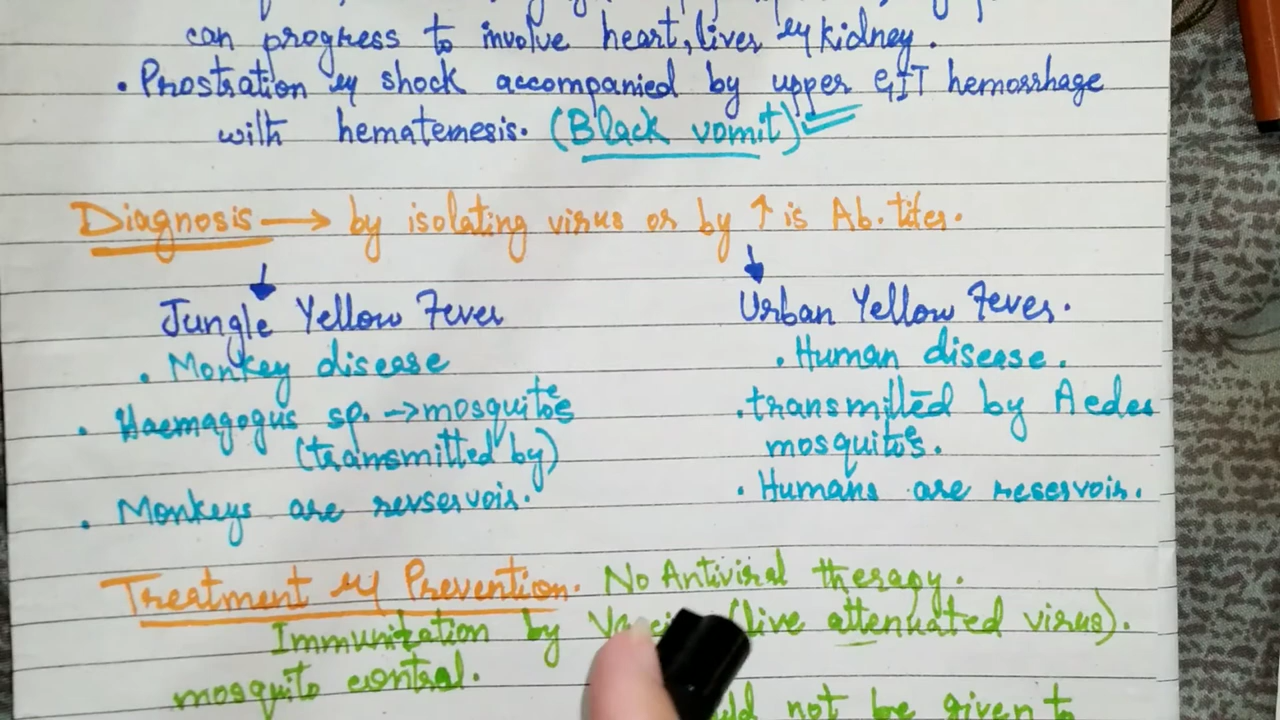 can progress to involve heart, liver & kidney.
• Prostration & shock accompanied by upper GIT hemorrhage
with hematemesis. (Black vomit)
Diagnosis → by isolating virus or by ↑ is Ab. titer.
↓ ↓
Jungle Yellow Fever
• Monkey disease
• Haemagogus sp. → mosquitoes
(transmitted by)
• Monkeys are revservoir.
Urban Yellow Fever.
• Human disease.
• transmitted by Aedes
mosquitoes.
• Humans are reservoir.
Treatment & Prevention. No Antiviral therapy.
Immunization by (live attenuated virus).
mosquito control.
not be given to